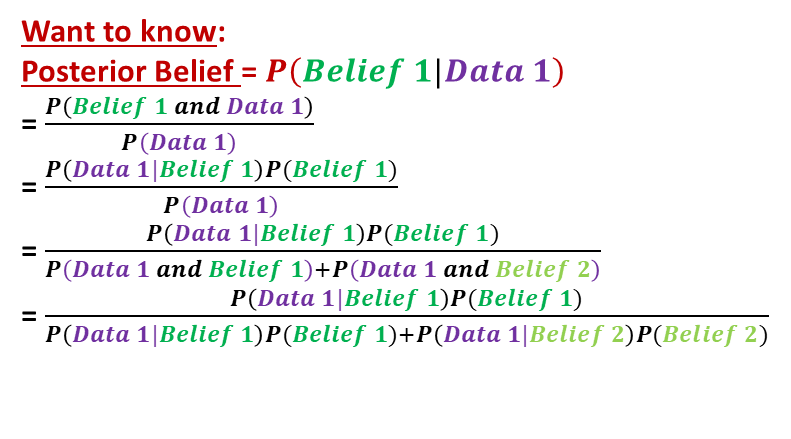 Want to know:
Posterior Belief = P(Belief 1|Data 1)
= P(Belief 1 and Data 1)
P(Data 1)
= P(Data 1|Belief 1)P(Belief 1)
P(Data 1)
= P(Data 1|Belief 1)P(Belief 1)
P(Data 1 and Belief 1)+P(Data 1 and Belief 2)
= P(Data 1|Belief 1)P(Belief 1)
P(Data 1|Belief 1)P(Belief 1)+P(Data 1|Belief 2)P(Belief 2)